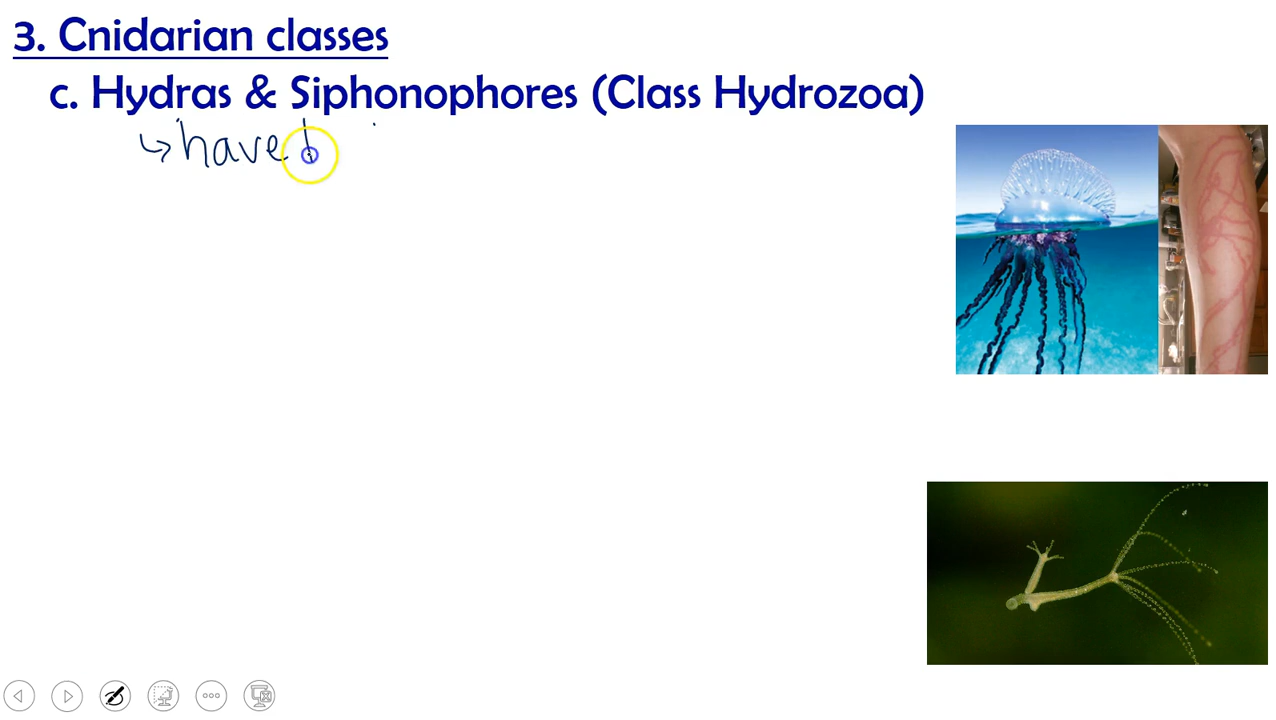 3. Cnidarian classes
c. Hydras & Siphonophores (Class Hydrozoa)
↳ have